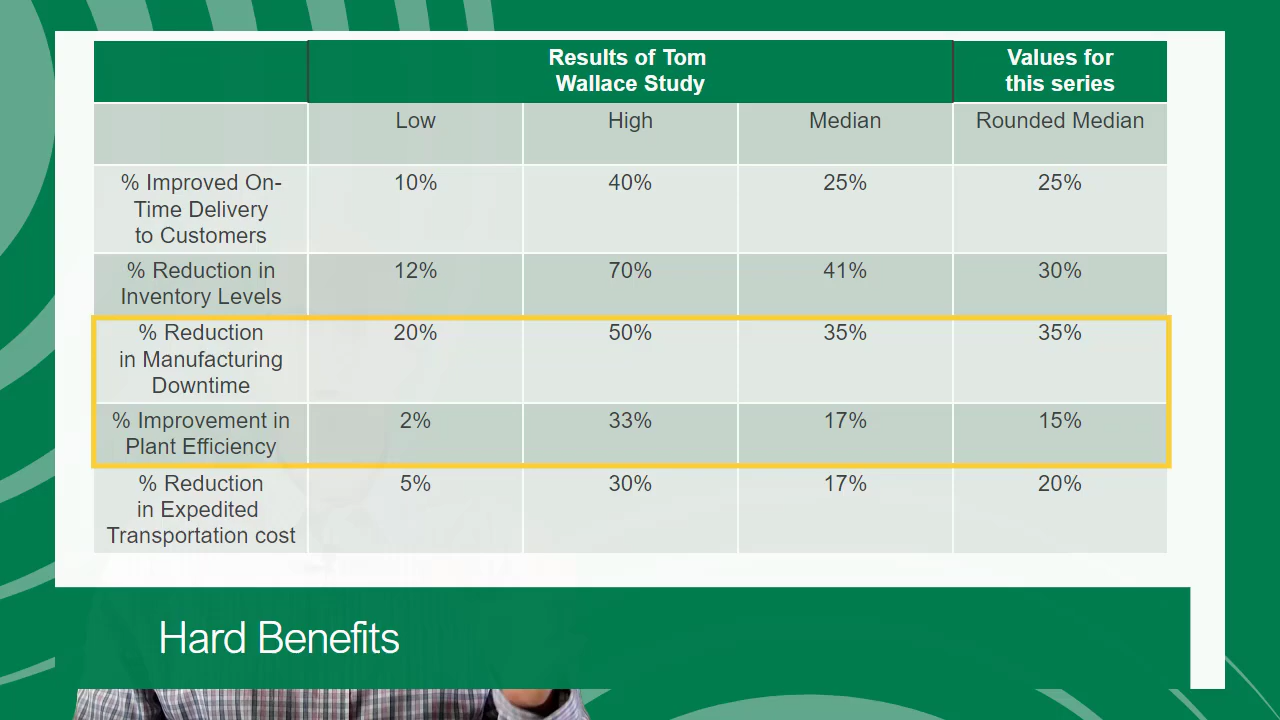 Results of Tom
Wallace Study
Values for
this series
Low High Median Rounded Median
% Improved On-
Time Delivery
to Customers
10% 40% 25% 25%
% Reduction in
Inventory Levels
12% 70% 41% 30%
% Reduction
in Manufacturing
Downtime
20% 50% 35% 35%
% Improvement in
Plant Efficiency
2% 33% 17% 15%
% Reduction
in Expedited
Transportation cost
5% 30% 17% 20%
Hard Benefits